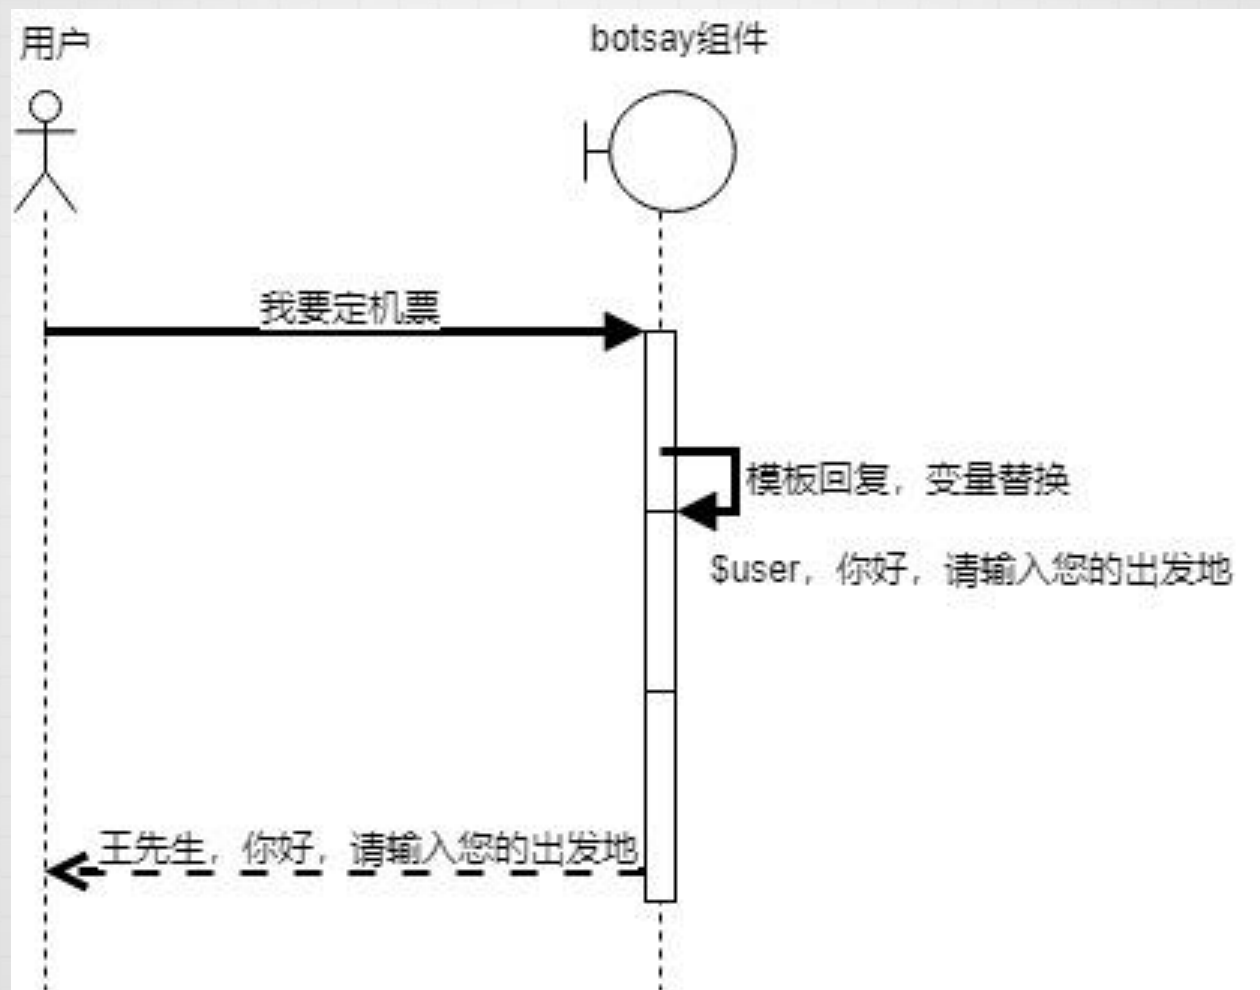 用户
botsay组件
我要定机票
模板回复，变量替换
$user，你好，请输入您的出发地
王先生，你好，请输入您的出发地